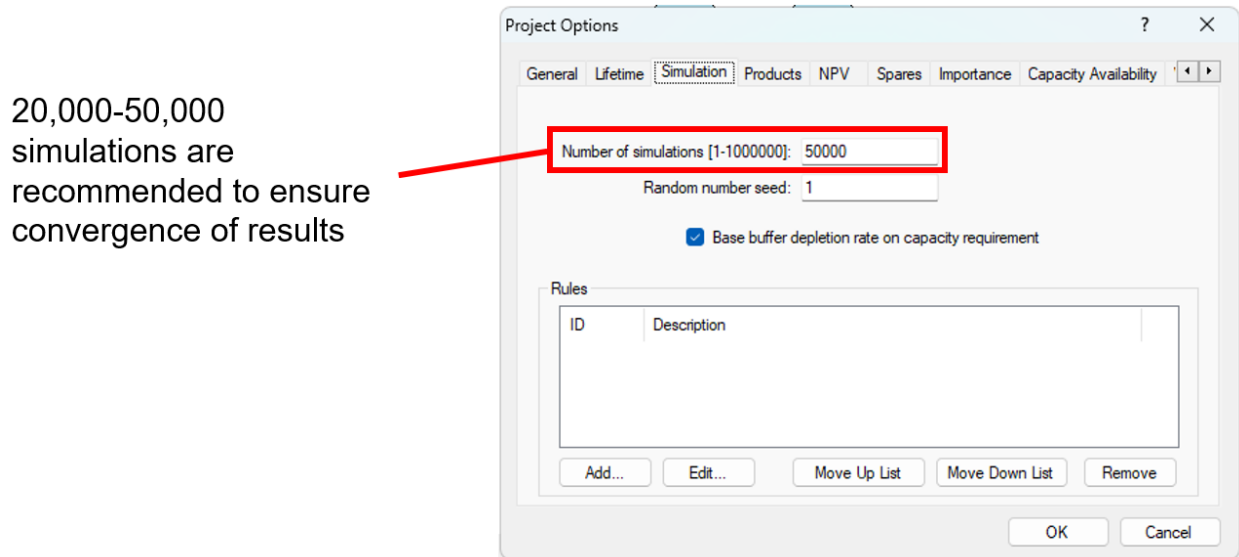 20,000-50,000
simulations are
recommended to ensure
convergence of results
Project Options
General Lifetime Simulation Products NPV Spares Importance Capacity Availability
Number of simulations [1-1000000]: 50000
Random number seed: 1
Base buffer depletion rate on capacity requirement
Rules
ID Description
Add... Edit... Move Up List Move Down List Remove
OK Cancel